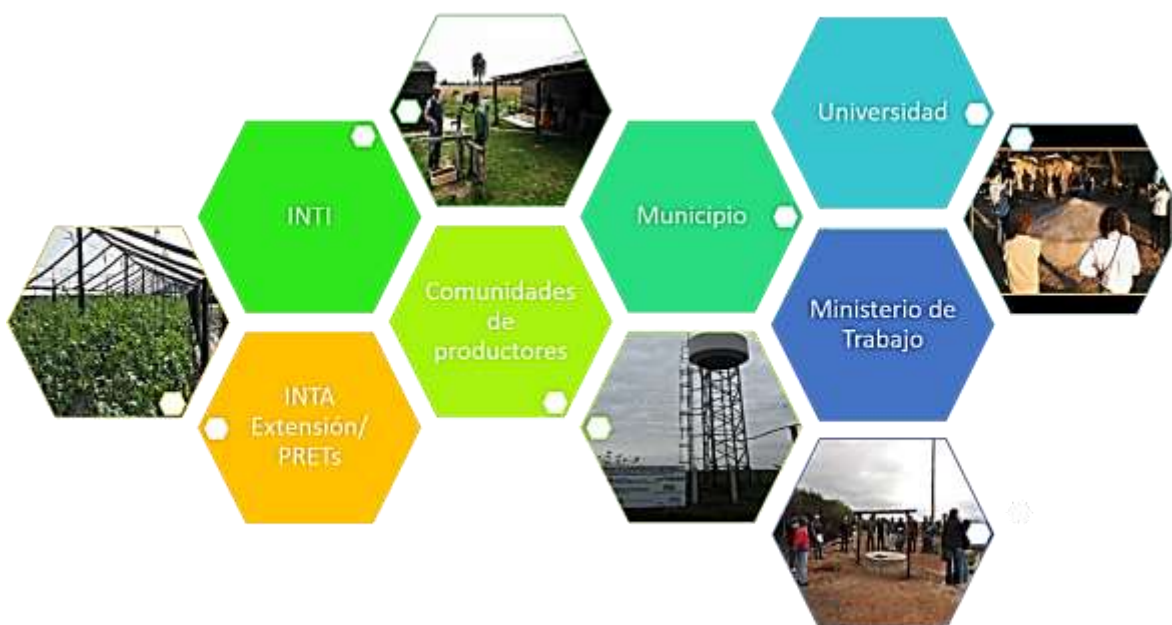 Universidad
INTI
Municipio
Comunidades
de
productores
Ministerio de
Trabajo
INTA
Extensión/
PRETs